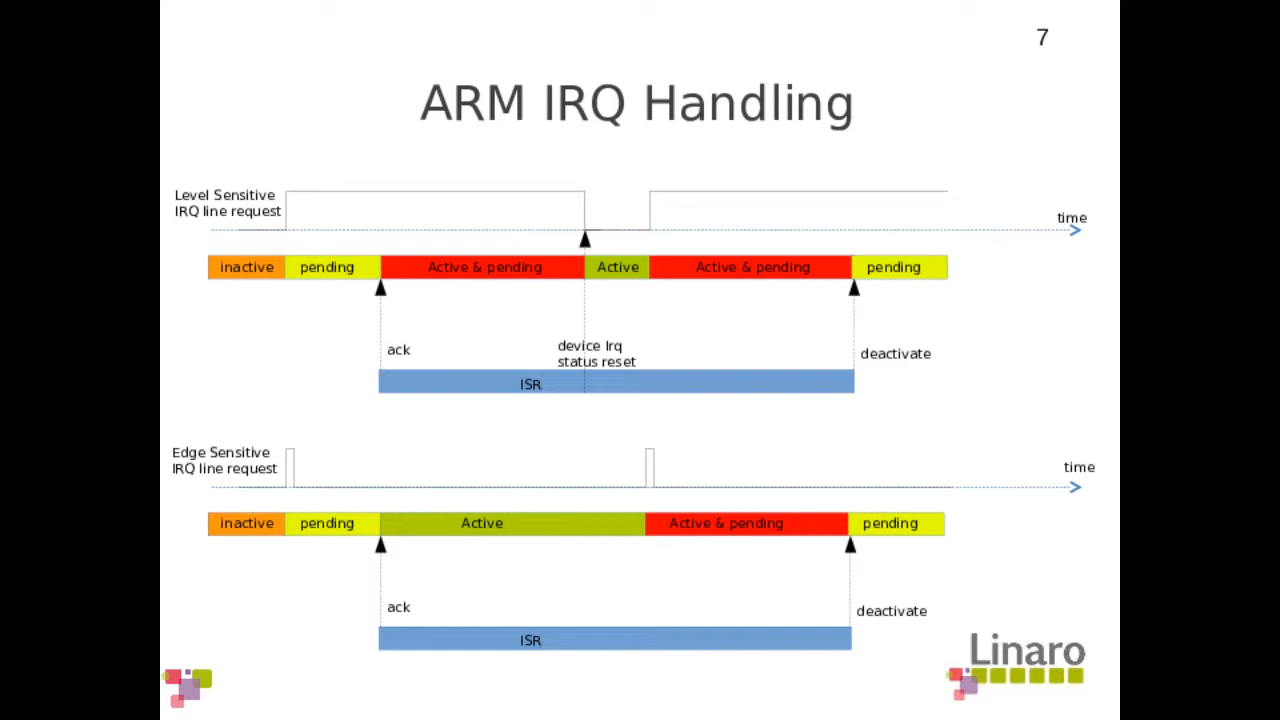 7
ARM IRQ Handling
Level Sensitive
IRQ line request
time
inactive
pending
Active & pending
Active
Active & pending
pending
ack
device Irq
status reset
deactivate
ISR
Edge Sensitive
IRQ line request
time
inactive
pending
Active
Active & pending
pending
ack
deactivate
ISR
Linaro